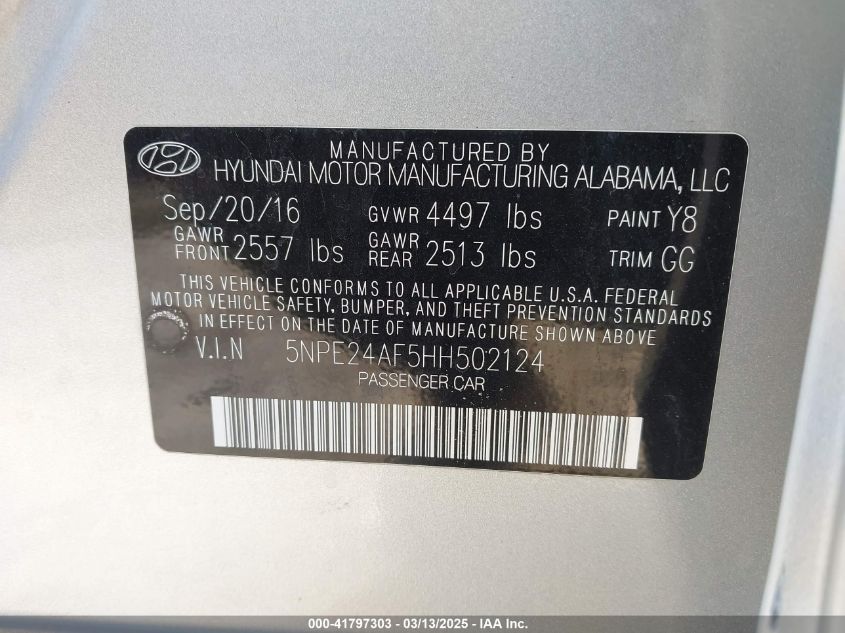 MANUFACTURED BY
HYUNDAI MOTOR MANUFACTURING ALABAMA, LLC
Sep/20/16 GVWR 4497 lbs PAINT Y8
GAWR FRONT 2557 lbs GAWR REAR 2513 lbs TRIM GG
THIS VEHICLE CONFORMS TO ALL APPLICABLE U.S.A. FEDERAL
MOTOR VEHICLE SAFETY, BUMPER, AND THEFT PREVENTION STANDARDS
IN EFFECT ON THE DATE OF MANUFACTURE SHOWN ABOVE
V.I.N 5NPE24AF5HH502124
PASSENGER CAR
000-41797303 - 03/13/2025 - © IAA Inc.